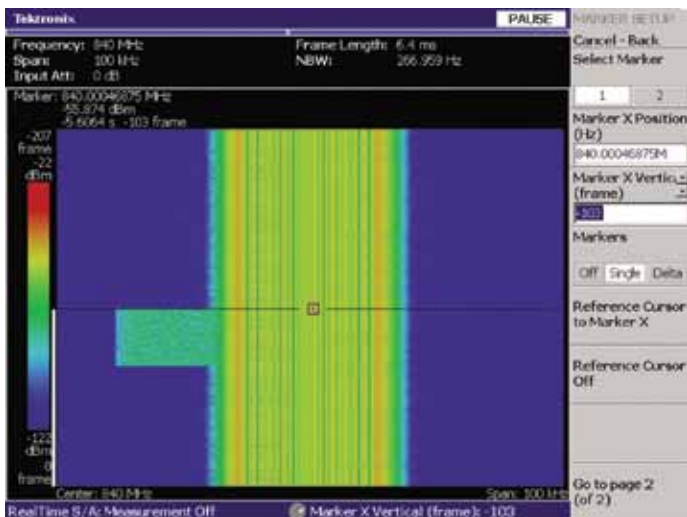 Tektronix
PAUSE
MARKER SETUP
Frequency: 840 MHz
Frame Length: 6.4 ms
Span: 100 kHz
NBW: 266.959 Hz
Input Att: 0 dB
Cancel - Back
Select Marker
1 2
Marker: 840.00046875 MHz
-55.874 dBm
-5.6064 s -103 frame
-207
frame
-22
dBm
Marker X Position
(Hz)
840.00046875M
Marker X Vertic
(frame)
-103
Markers
Off Single Delta
Reference Cursor
to Marker X
Reference Cursor
Off
-122
dBm
0
frame
Center: 840 MHz
Span: 100 kHz
Go to page 2
(of 2)
RealTime S/A: Measurement Off
Marker X Vertical (frame): -103